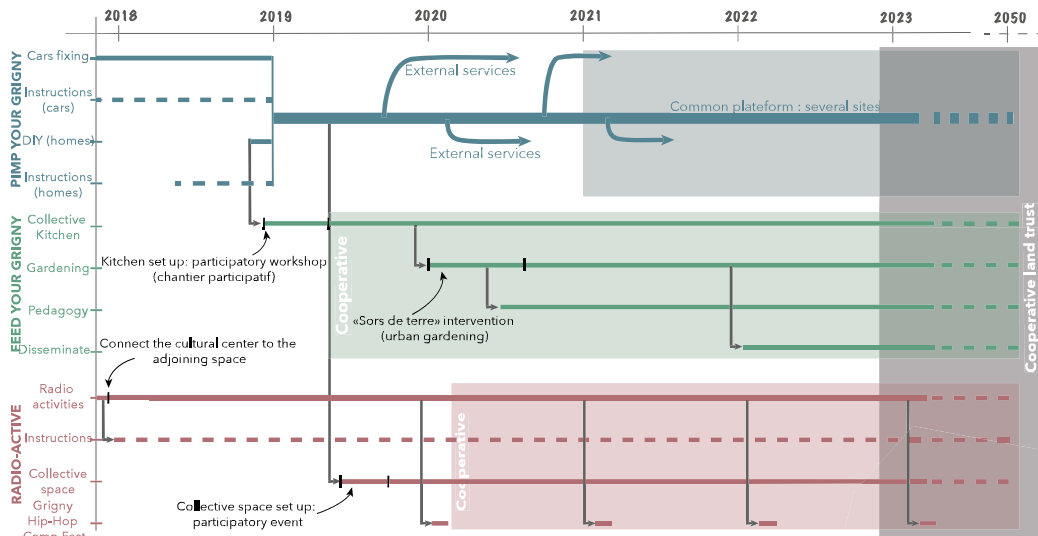 2018 2019 2020 2021 2022 2023 2050
PIMP YOUR GRIGNY
Cars fixing
External services
Instructions
(cars)
Common plateform : several sites
DIY (homes)
External services
Instructions
(homes)
FEED YOUR GRIGNY
Collective
Kitchen
Kitchen set up: participatory workshop
(chantier participatif)
Cooperative
Cooperative land trust
Gardening
Pedagogy
«Sors de terre» intervention
(urban gardening)
Disseminate
Connect the cultural center to the
adjoining space
RADIO-ACTIVE
Radio
activities
Instructions
Cooperative
Collective
space
Collective space set up:
participatory event
Grigny
Hip-Hop